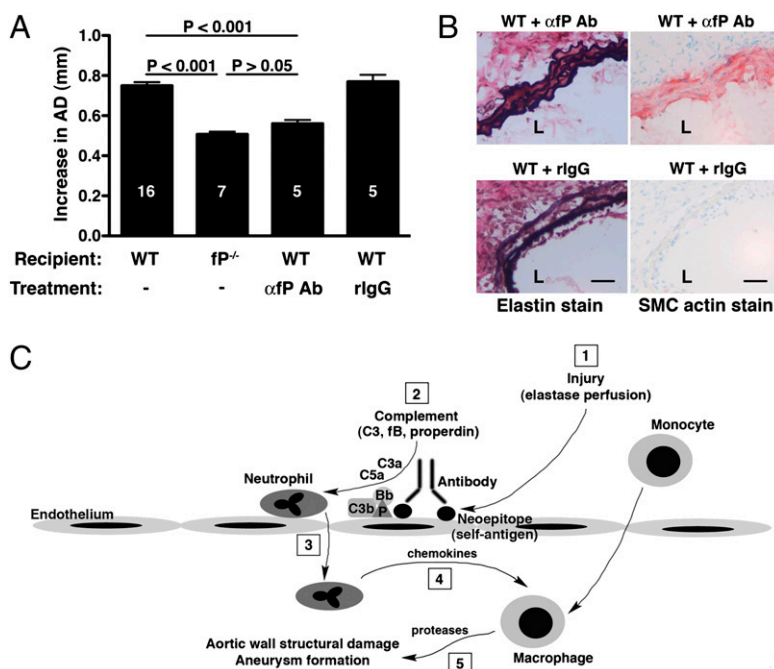 A
P < 0.001
P < 0.001 P > 0.05
Increase in AD (mm)
1.0
0.8
0.6
0.4
0.2
0.0
16 7 5 5
Recipient: WT fP-/- WT WT
Treatment: - - αfP Ab rIgG
B
WT + αfP Ab WT + αfP Ab
L L
WT + rIgG WT + rIgG
L L
Elastin stain SMC actin stain
C
1
Injury
(elastase perfusion)
2
Complement
(C3, fB, properdin)
Monocyte
C3a
C5a
Neutrophil
Antibody
Bb
C3b P
Endothelium
Neoepitope
(self-antigen)
3
chemokines
4
proteases
Aortic wall structural damage
Aneurysm formation
5
Macrophage